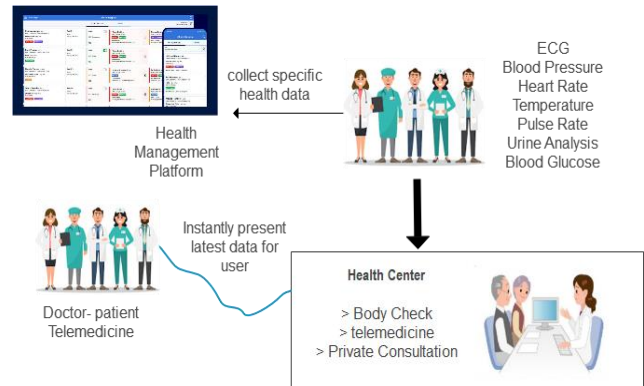 collect specific
health data
Health
Management
Platform
ECG
Blood Pressure
Heart Rate
Temperature
Pulse Rate
Urine Analysis
Blood Glucose
Instantly present
latest data for
user
Doctor- patient
Telemedicine
Health Center
> Body Check
> telemedicine
> Private Consultation